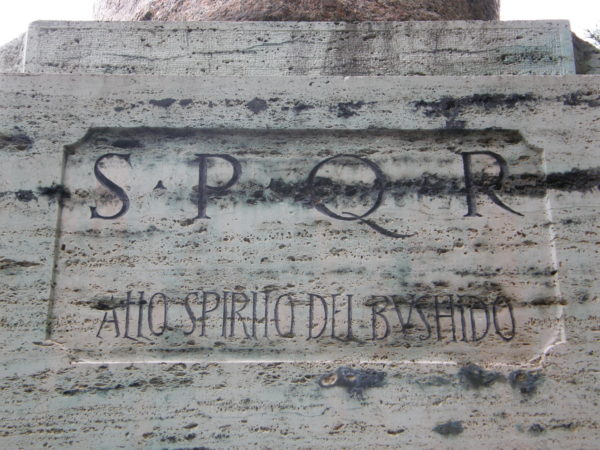 S·P·Q·R
ALLO SPIRITO DEL BVSHIDO